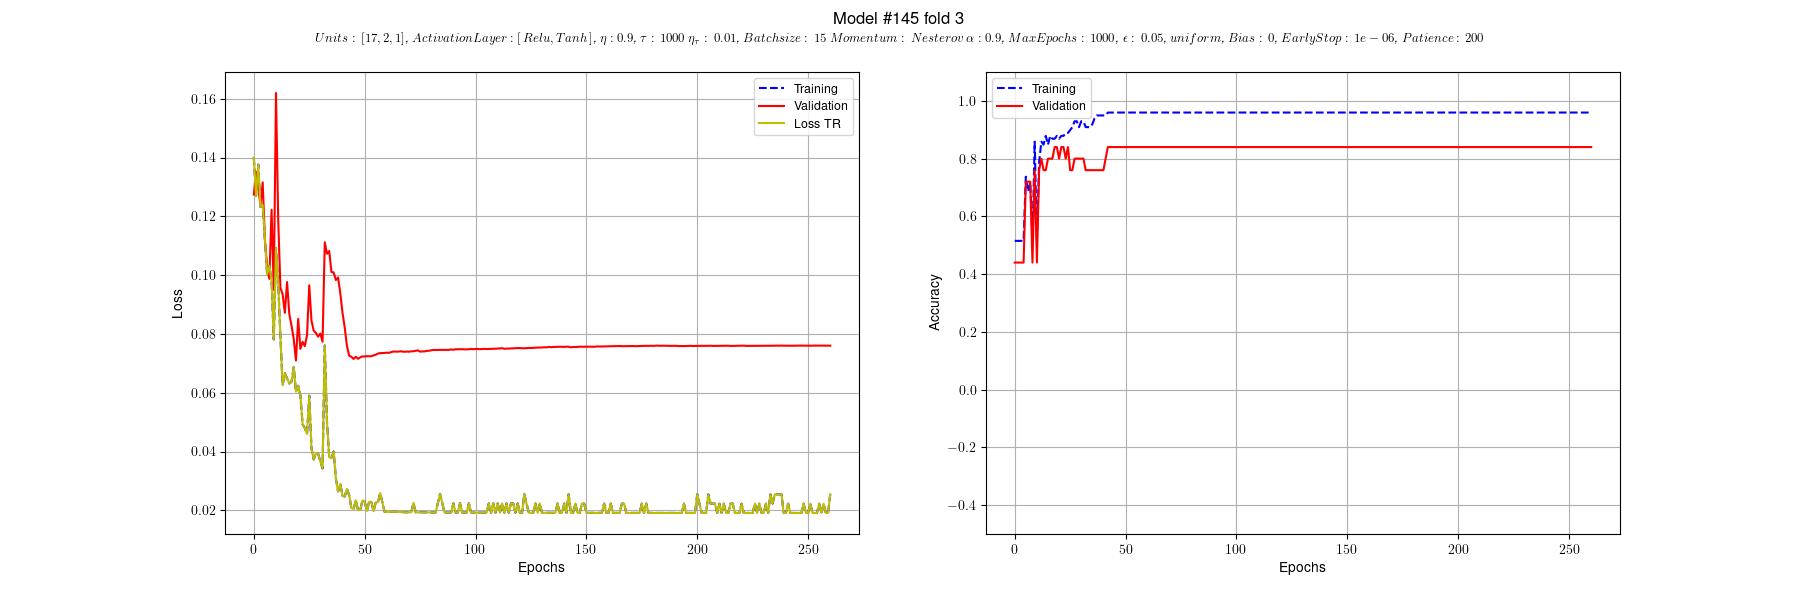 Model #145 fold 3
Units : [17, 2, 1], ActivationLayer : [ Relu, Tanh ], η : 0.9, τ : 1000 η_τ : 0.01, Batchsize : 15 Momentum : Nesterov α : 0.9, MaxEpochs : 1000, ϵ : 0.05, uniform, Bias : 0, EarlyStop : 1e − 06, Patience : 200
Training
Validation
Loss TR
0.16
0.14
0.12
0.10
0.08
0.06
0.04
0.02
Loss
0
50
100
150
200
250
Epochs
Training
Validation
1.0
0.8
0.6
0.4
0.2
0.0
−0.2
−0.4
Accuracy
0
50
100
150
200
250
Epochs